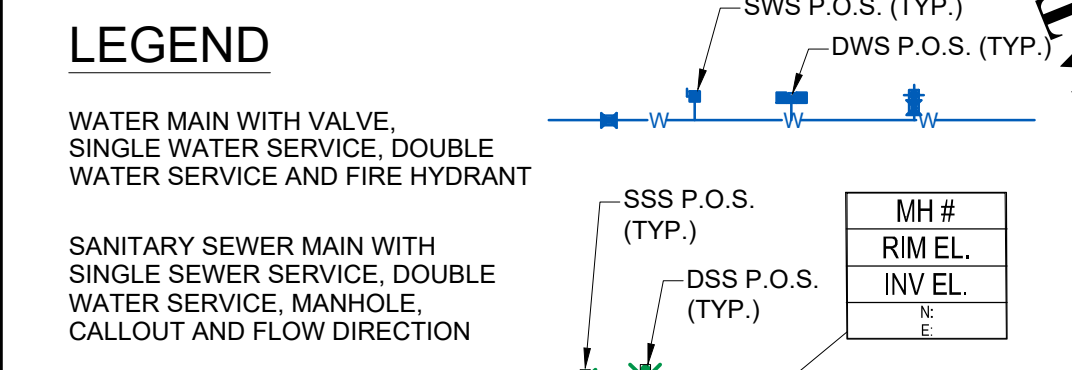 LEGEND
SWS P.O.S. (TYP.)
DWS P.O.S. (TYP.)
WATER MAIN WITH VALVE,
SINGLE WATER SERVICE, DOUBLE
WATER SERVICE AND FIRE HYDRANT
W W W
SSS P.O.S.
(TYP.)
DSS P.O.S.
(TYP.)
MH #
RIM EL.
INV EL.
N:
E:
SANITARY SEWER MAIN WITH
SINGLE SEWER SERVICE, DOUBLE
WATER SERVICE, MANHOLE,
CALLOUT AND FLOW DIRECTION